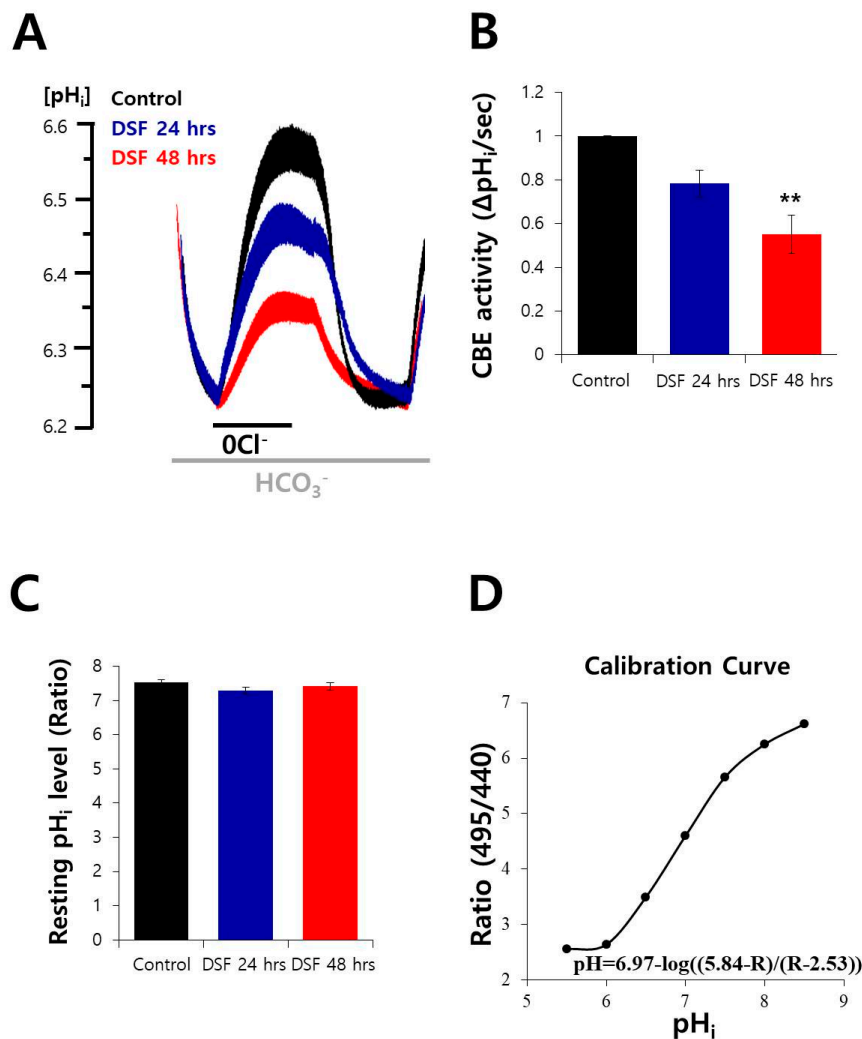 A
[pHi]
Control
DSF 24 hrs
DSF 48 hrs
6.6
6.5
6.4
6.3
6.2
0Cl⁻
HCO₃⁻
B
CBE activity (ΔpHi/sec)
1.2
1
0.8
0.6
0.4
0.2
0
**
Control DSF 24 hrs DSF 48 hrs
C
Resting pHi level (Ratio)
8
7
6
5
4
3
2
1
0
Control DSF 24 hrs DSF 48 hrs
D
Calibration Curve
Ratio (495/440)
7
6
5
4
3
2
pH=6.97-log((5.84-R)/(R-2.53))
5 6 7 8 9
pHi